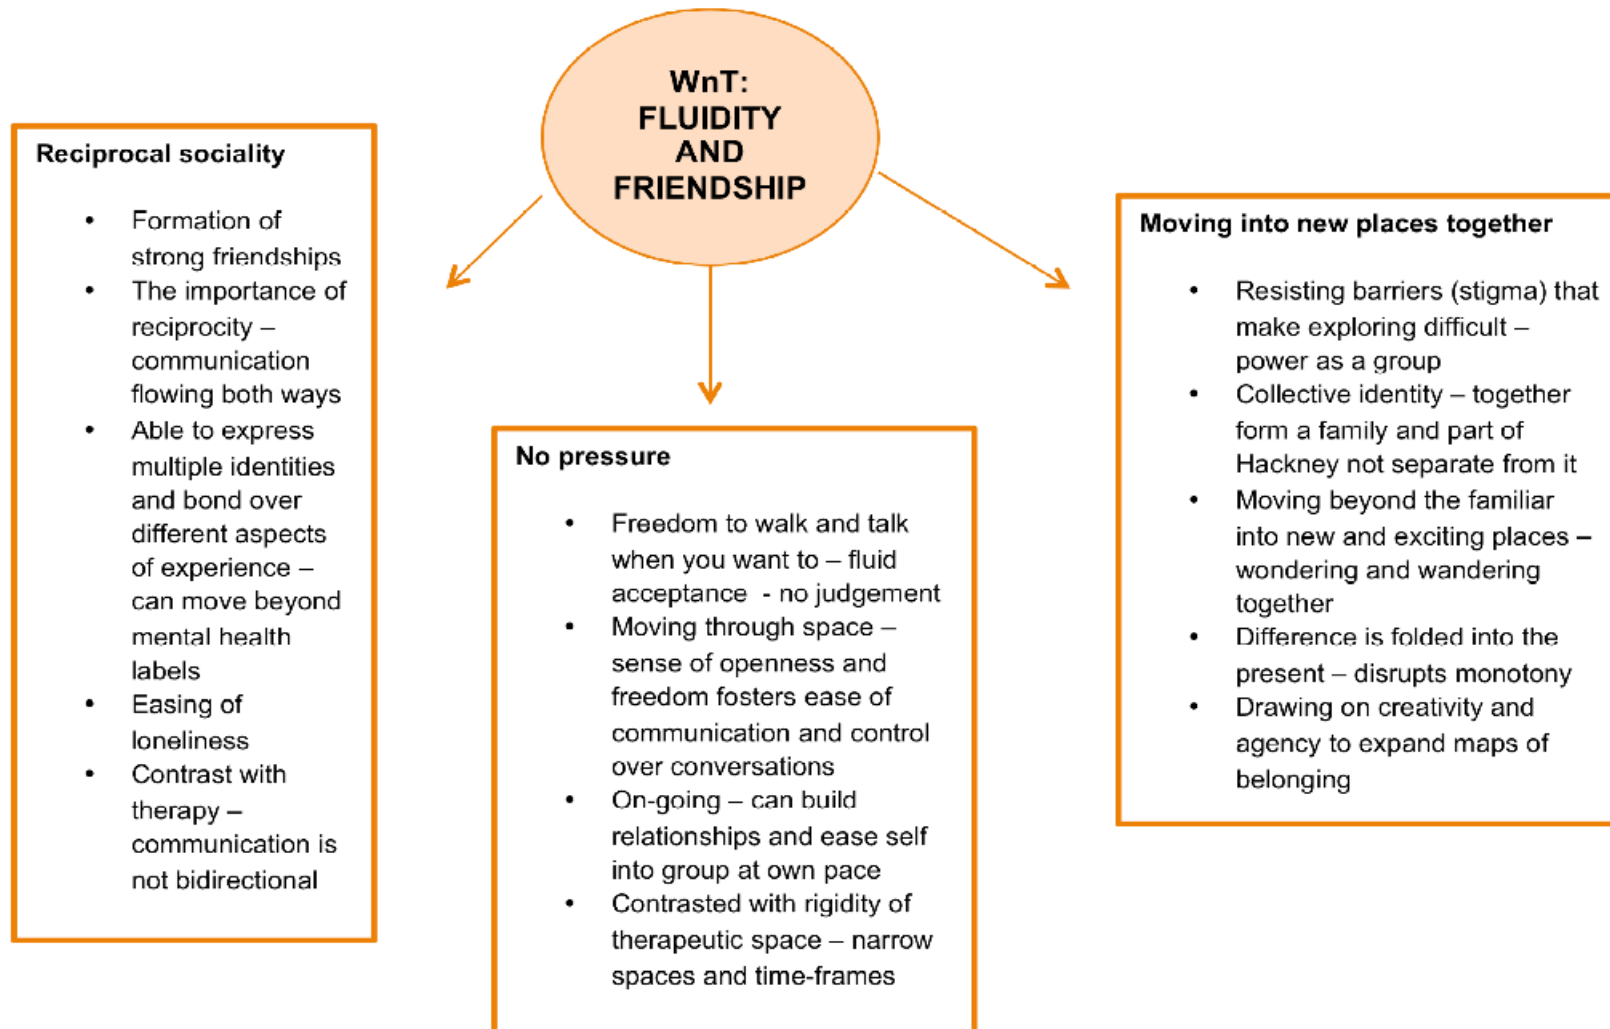 WnT:
FLUIDITY
AND
FRIENDSHIP
Reciprocal sociality
• Formation of
strong friendships
• The importance of
reciprocity –
communication
flowing both ways
• Able to express
multiple identities
and bond over
different aspects
of experience –
can move beyond
mental health
labels
• Easing of
loneliness
• Contrast with
therapy –
communication is
not bidirectional
No pressure
• Freedom to walk and talk
when you want to – fluid
acceptance - no judgement
• Moving through space –
sense of openness and
freedom fosters ease of
communication and control
over conversations
• On-going – can build
relationships and ease self
into group at own pace
• Contrasted with rigidity of
therapeutic space – narrow
spaces and time-frames
Moving into new places together
• Resisting barriers (stigma) that
make exploring difficult –
power as a group
• Collective identity – together
form a family and part of
Hackney not separate from it
• Moving beyond the familiar
into new and exciting places –
wondering and wandering
together
• Difference is folded into the
present – disrupts monotony
• Drawing on creativity and
agency to expand maps of
belonging